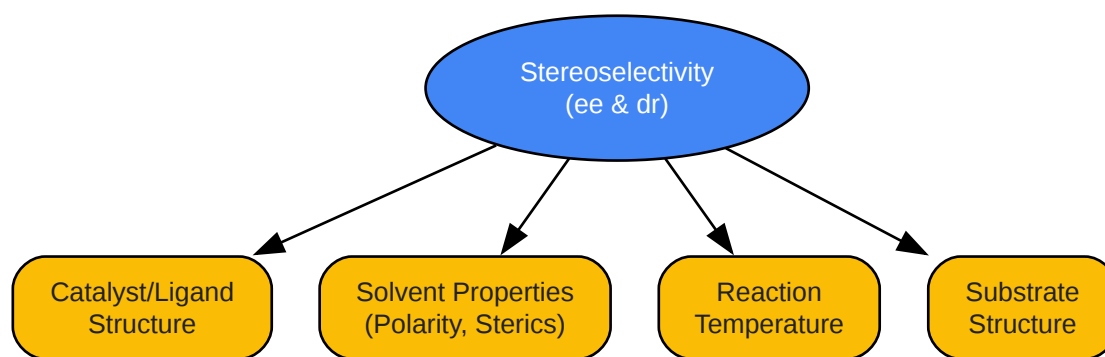 Stereoselectivity
(ee & dr)
Catalyst/Ligand
Structure
Solvent Properties
(Polarity, Sterics)
Reaction
Temperature
Substrate
Structure